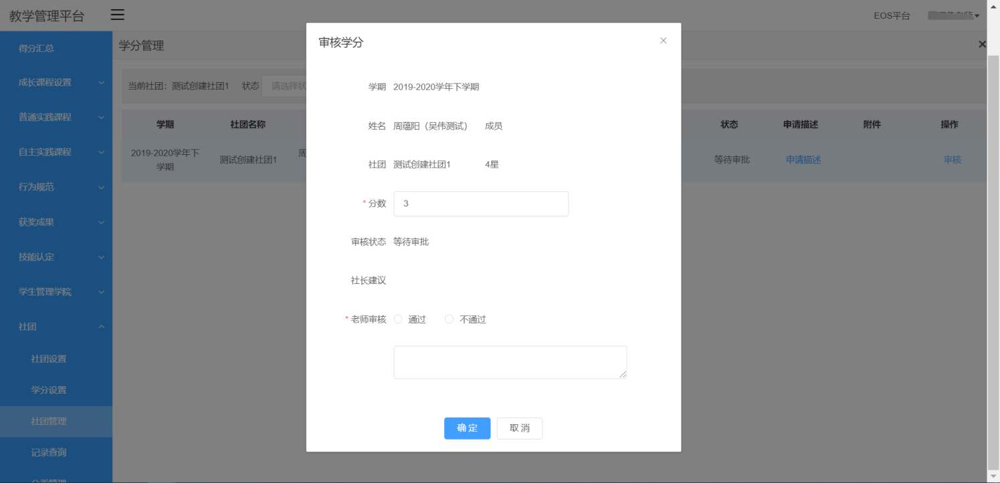 教学管理平台
EOS平台
得分汇总
成长课程设置
普通实践课程
自主实践课程
行为规范
获奖成果
技能认定
学生管理学院
社团
社团设置
学分设置
社团管理
记录查询
分类管理
学分管理
当前社团：测试创建社团1 状态 请选择状
学期 社团名称 状态 申请描述 附件 操作
2019-2020学年下学期 测试创建社团1 周 等待审批 申请描述 审核
审核学分
学期 2019-2020学年下学期
姓名 周蕴阳（吴伟测试） 成员
社团 测试创建社团1 4星
* 分数 3
审核状态 等待审批
社长建议
* 老师审核 通过 不通过
确 定 取 消